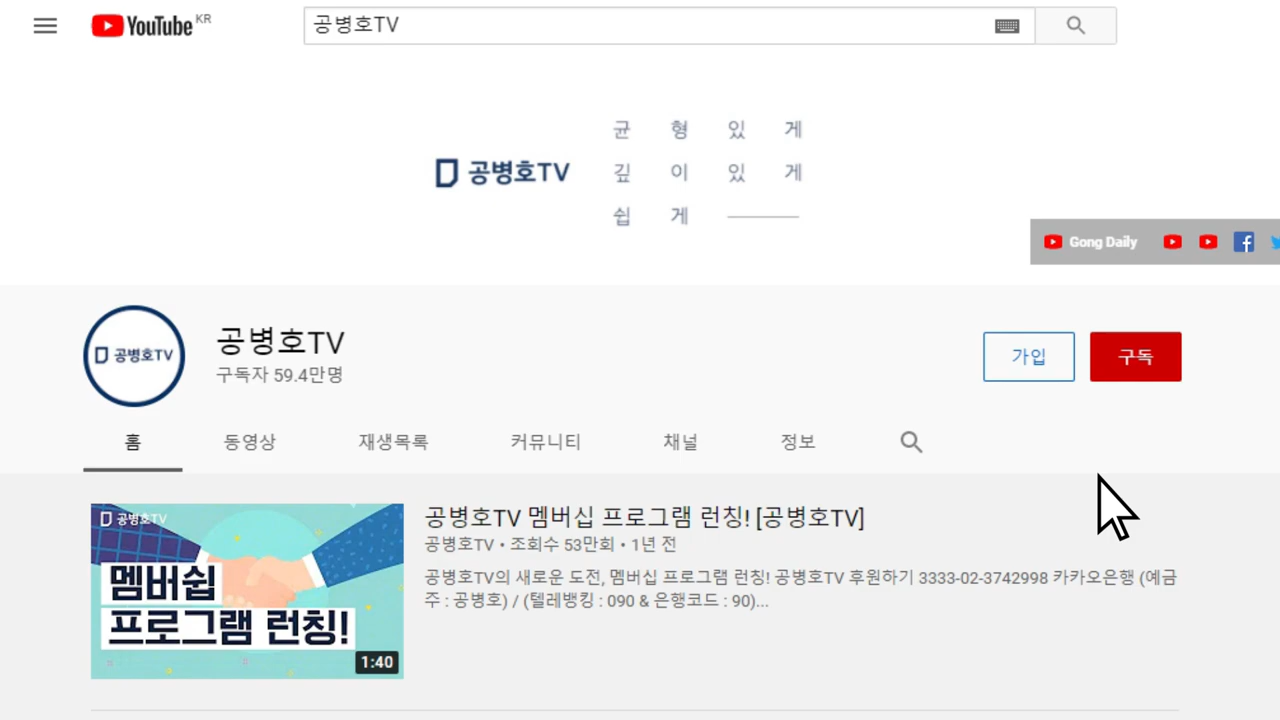 YouTube KR
공병호TV
공병호TV
균형있게
깊이있게
쉽게
Gong Daily
공병호TV
공병호TV
구독자 59.4만명
가입
구독
홈
동영상
재생목록
커뮤니티
채널
정보
공병호TV
멤버쉽
프로그램 런칭!
1:40
공병호TV 멤버십 프로그램 런칭! [공병호TV]
공병호TV • 조회수 53만회 • 1년 전
공병호TV의 새로운 도전, 멤버십 프로그램 런칭! 공병호TV 후원하기 3333-02-3742998 카카오은행 (예금
주 : 공병호) / (텔레뱅킹 : 090 & 은행코드 : 90)...